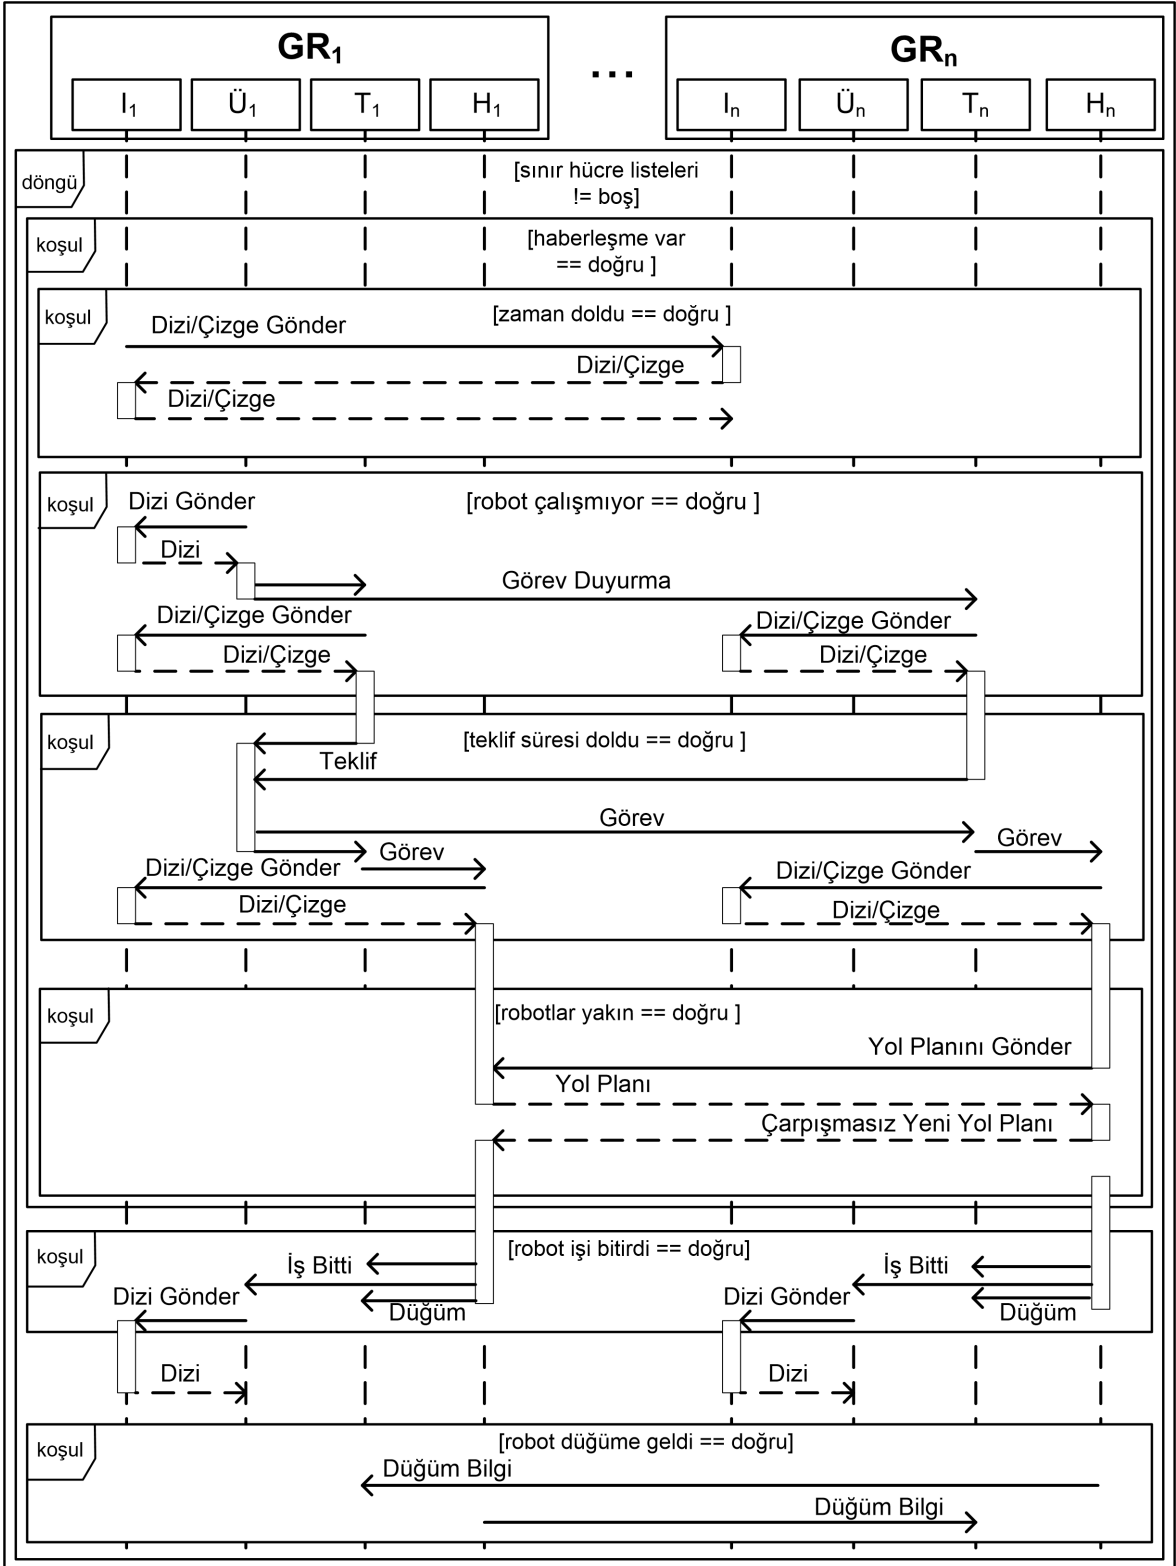 GR1
...
GRn
I1
Ü1
T1
H1
In
Ün
Tn
Hn
döngü
[sınır hücre listeleri
!= boş]
koşul
[haberleşme var
== doğru ]
koşul
[zaman doldu == doğru ]
Dizi/Çizge Gönder
Dizi/Çizge
Dizi/Çizge
koşul
Dizi Gönder
[robot çalışmıyor == doğru ]
Dizi
Görev Duyurma
Dizi/Çizge Gönder
Dizi/Çizge Gönder
Dizi/Çizge
Dizi/Çizge
koşul
[teklif süresi doldu == doğru ]
Teklif
Görev
Görev
Görev
Dizi/Çizge Gönder
Dizi/Çizge Gönder
Dizi/Çizge
Dizi/Çizge
koşul
[robotlar yakın == doğru ]
Yol Planını Gönder
Yol Planı
Çarpışmasız Yeni Yol Planı
koşul
[robot işi bitirdi == doğru]
İş Bitti
İş Bitti
Dizi Gönder
Düğüm
Dizi Gönder
Düğüm
Dizi
Dizi
koşul
[robot düğüme geldi == doğru]
Düğüm Bilgi
Düğüm Bilgi